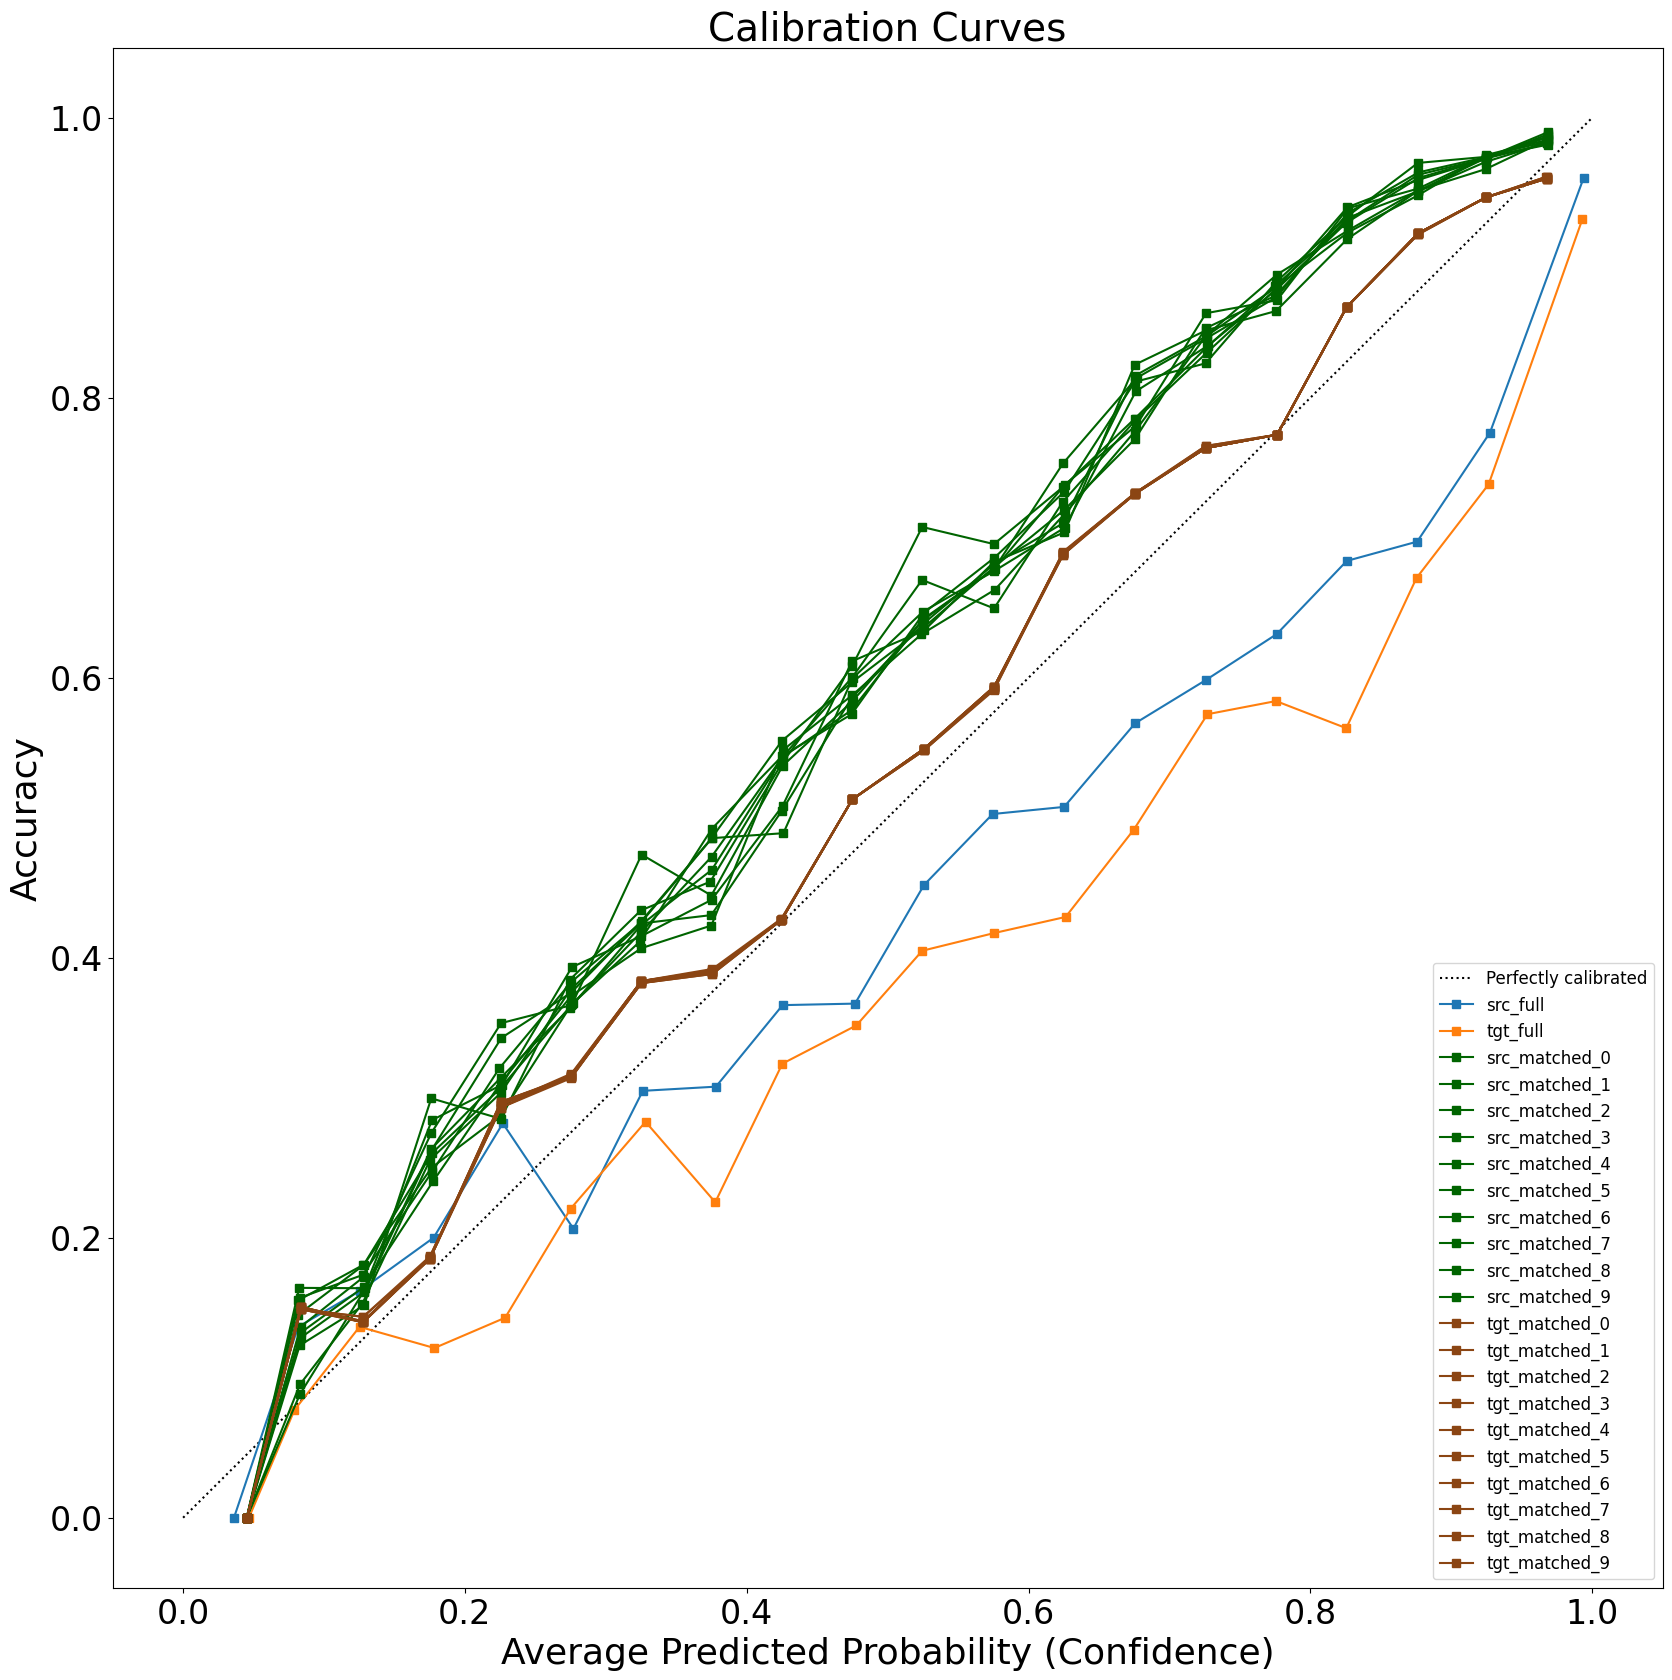 Calibration Curves
1.0
0.8
0.6
0.4
0.2
0.0
Accuracy
0.0 0.2 0.4 0.6 0.8 1.0
Average Predicted Probability (Confidence)
Perfectly calibrated
src_full
tgt_full
src_matched_0
src_matched_1
src_matched_2
src_matched_3
src_matched_4
src_matched_5
src_matched_6
src_matched_7
src_matched_8
src_matched_9
tgt_matched_0
tgt_matched_1
tgt_matched_2
tgt_matched_3
tgt_matched_4
tgt_matched_5
tgt_matched_6
tgt_matched_7
tgt_matched_8
tgt_matched_9